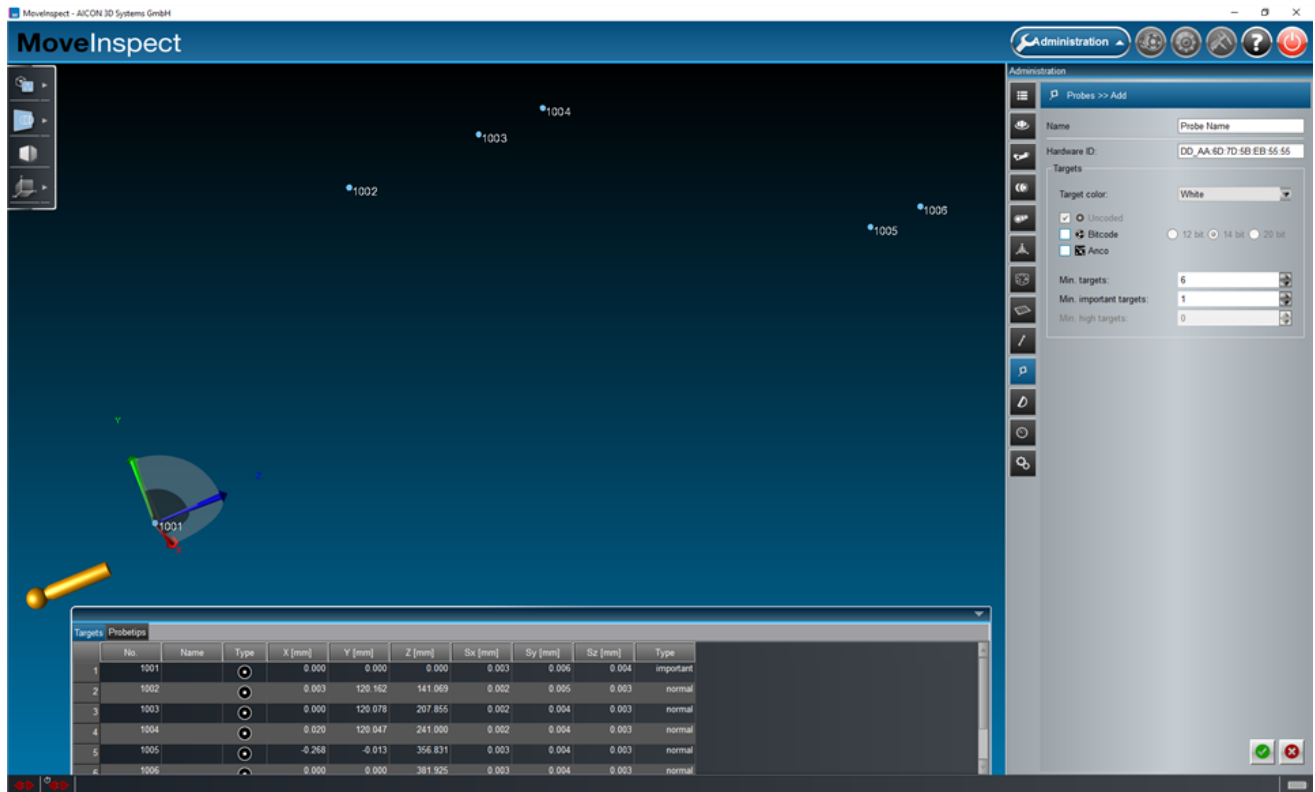 MoveInspect - AICON 3D Systems GmbH
MoveInspect
Administration
?
Administration
Probes >> Add
Name Probe Name
Hardware ID: DD_AA:6D:7D:5B:EB:55:55
Targets
Target color: White
Uncoded
Bitcode 12 bit 14 bit 20 bit
Anco
Min. targets: 6
Min. important targets: 1
Min. high targets: 0
1004
1003
1002
1006
1005
Y
Z
1001
X
Targets Probetips
No. Name Type X [mm] Y [mm] Z [mm] Sx [mm] Sy [mm] Sz [mm] Type
1 1001 0.000 0.000 0.000 0.003 0.006 0.004 important
2 1002 0.003 120.162 141.069 0.002 0.005 0.003 normal
3 1003 0.000 120.078 207.855 0.002 0.004 0.003 normal
4 1004 0.020 120.047 241.000 0.002 0.004 0.003 normal
5 1005 -0.268 -0.013 356.831 0.003 0.004 0.003 normal
6 1006 0.000 0.000 381.925 0.003 0.004 0.003 normal